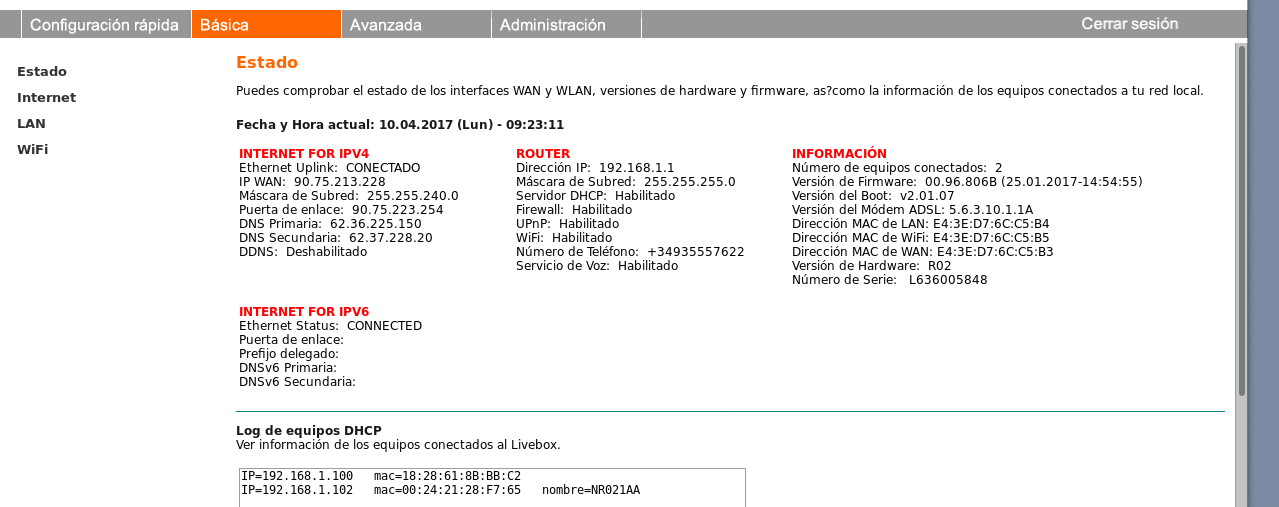 Configuración rápida Básica Avanzada Administración Cerrar sesión
Estado
Internet
LAN
WiFi
Estado
Puedes comprobar el estado de los interfaces WAN y WLAN, versiones de hardware y firmware, as?como la información de los equipos conectados a tu red local.
Fecha y Hora actual: 10.04.2017 (Lun) - 09:23:11
INTERNET FOR IPV4
Ethernet Uplink: CONECTADO
IP WAN: 90.75.213.228
Máscara de Subred: 255.255.240.0
Puerta de enlace: 90.75.223.254
DNS Primaria: 62.36.225.150
DNS Secundaria: 62.37.228.20
DDNS: Deshabilitado
ROUTER
Dirección IP: 192.168.1.1
Máscara de Subred: 255.255.255.0
Servidor DHCP: Habilitado
Firewall: Habilitado
UPnP: Habilitado
WiFi: Habilitado
Número de Teléfono: +34935557622
Servicio de Voz: Habilitado
INFORMACIÓN
Número de equipos conectados: 2
Versión de Firmware: 00.96.806B (25.01.2017-14:54:55)
Versión del Boot: v2.01.07
Versión del Módem ADSL: 5.6.3.10.1.1A
Dirección MAC de LAN: E4:3E:D7:6C:C5:B4
Dirección MAC de WiFi: E4:3E:D7:6C:C5:B5
Dirección MAC de WAN: E4:3E:D7:6C:C5:B3
Versión de Hardware: R02
Número de Serie: L636005848
INTERNET FOR IPV6
Ethernet Status: CONNECTED
Puerta de enlace:
Prefijo delegado:
DNSv6 Primaria:
DNSv6 Secundaria:
Log de equipos DHCP
Ver información de los equipos conectados al Livebox.
IP=192.168.1.100 mac=18:28:61:8B:BB:C2
IP=192.168.1.102 mac=00:24:21:28:F7:65 nombre=NR021AA